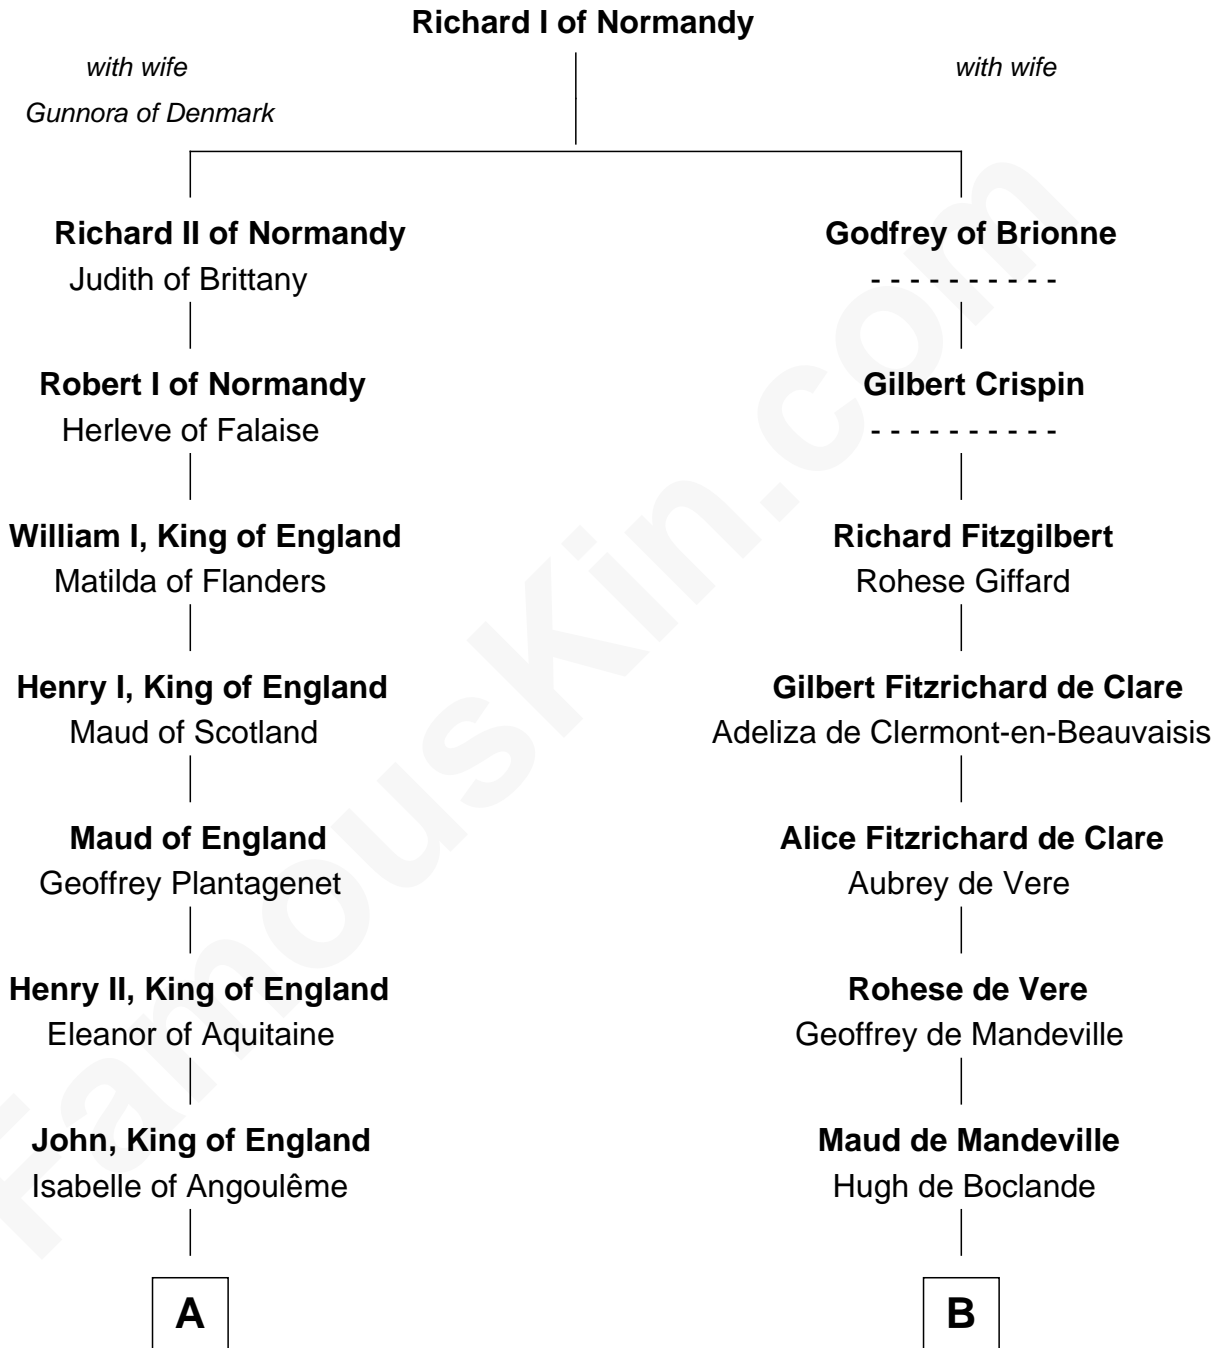 Richard I of Normandy
with wife
Gunnora of Denmark
with wife
Richard II of Normandy
Judith of Brittany
Godfrey of Brionne
- - - - - - - - - -
Robert I of Normandy
Herleve of Falaise
Gilbert Crispin
- - - - - - - - - -
William I, King of England
Matilda of Flanders
Richard Fitzgilbert
Rohese Giffard
Henry I, King of England
Maud of Scotland
Gilbert Fitzrichard de Clare
Adeliza de Clermont-en-Beauvaisis
Maud of England
Geoffrey Plantagenet
Alice Fitzrichard de Clare
Aubrey de Vere
Henry II, King of England
Eleanor of Aquitaine
Rohese de Vere
Geoffrey de Mandeville
John, King of England
Isabelle of Angoulême
Maud de Mandeville
Hugh de Boclande
A
B
FamousKin.com